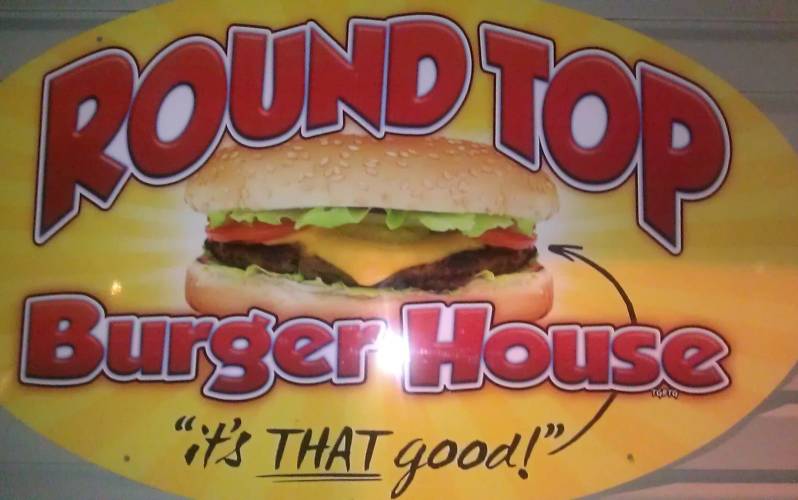 ROUND TOP
Burger House
"it's THAT good!"